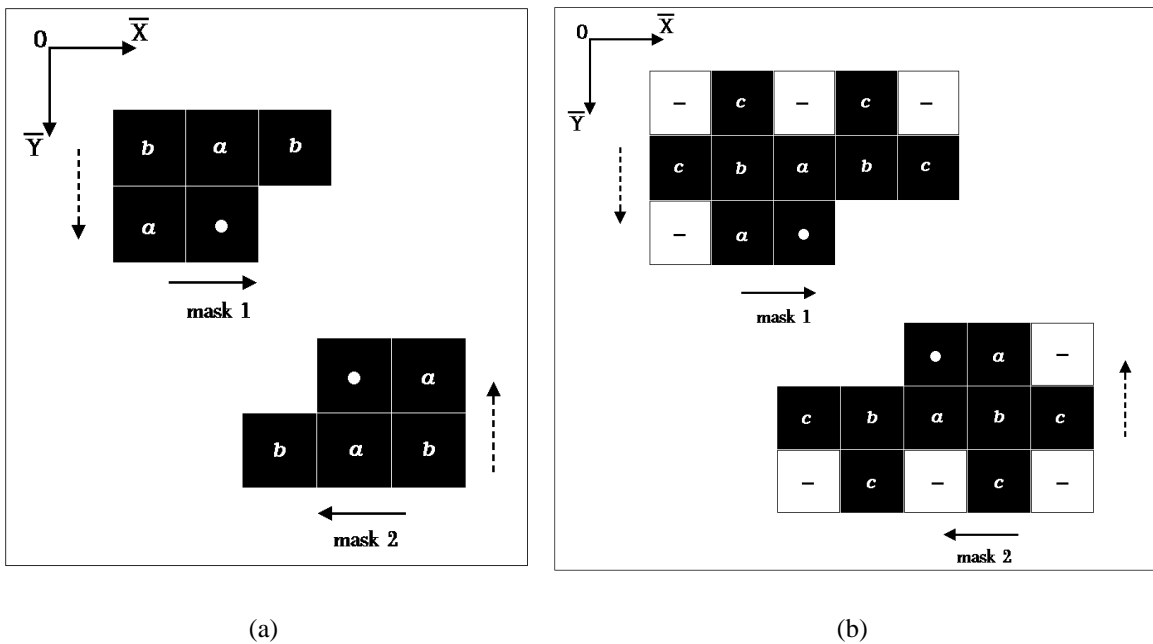 0 X
Y
b a b
a
mask 1
a
b a b
mask 2
(a)
0 X
Y
– c – c –
c b a b c
– a
mask 1
a –
c b a b c
– c – c –
mask 2
(b)